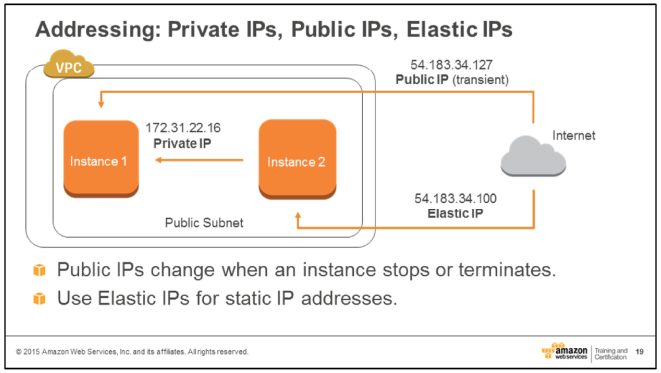 Addressing: Private IPs, Public IPs, Elastic IPs
VPC
54.183.34.127
Public IP (transient)
172.31.22.16
Private IP
Internet
Instance 1
Instance 2
54.183.34.100
Elastic IP
Public Subnet
Public IPs change when an instance stops or terminates.
Use Elastic IPs for static IP addresses.
© 2015 Amazon Web Services, Inc. and its affiliates. All rights reserved.
amazon
web services
Training and
Certification
19